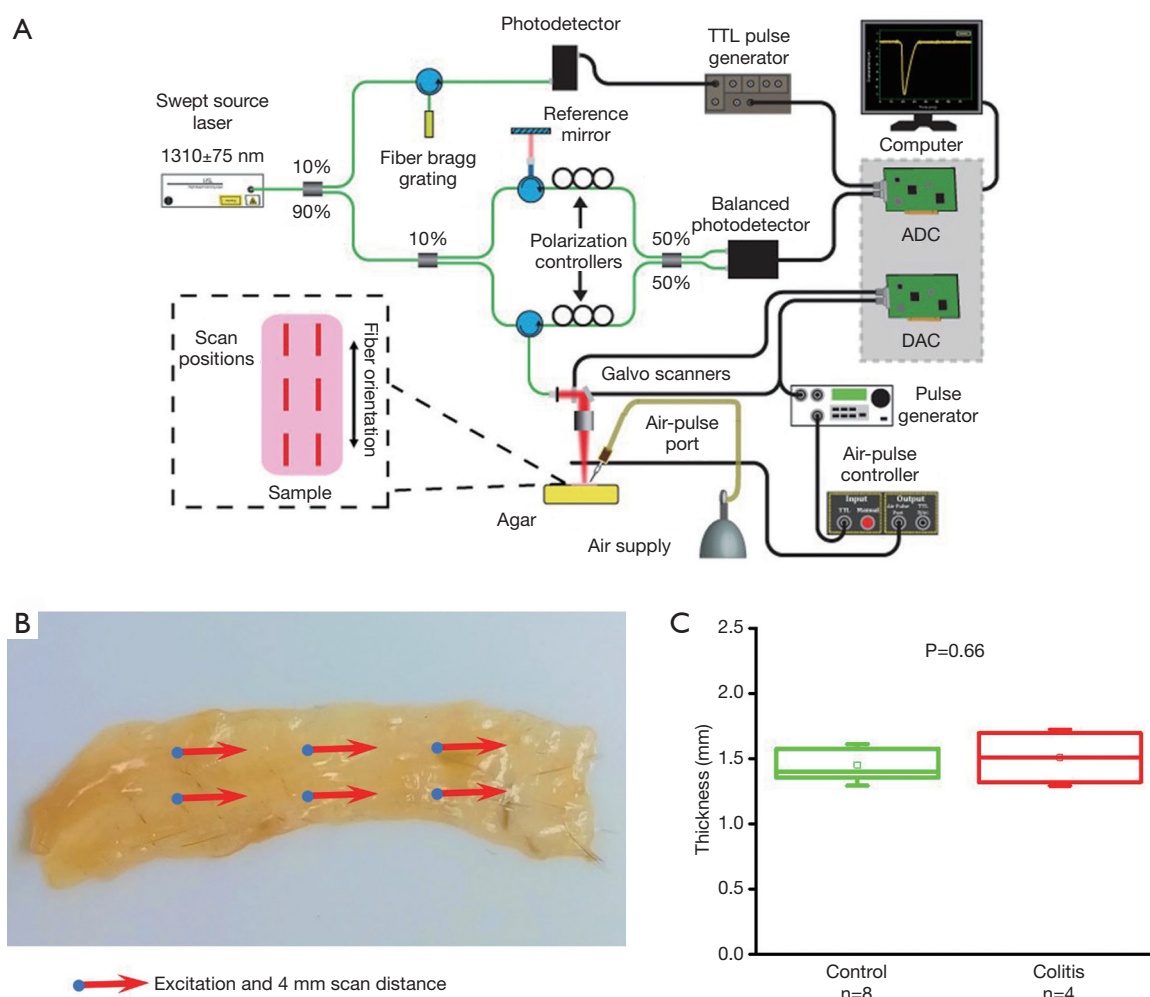 A
Photodetector
TTL pulse
generator
Swept source
laser
1310±75 nm
10%
90%
Fiber bragg
grating
Reference
mirror
Computer
10%
Polarization
controllers
50%
50%
Balanced
photodetector
ADC
DAC
Scan
positions
Fiber orientation
Sample
Galvo scanners
Pulse
generator
Air-pulse
port
Air-pulse
controller
Input
Output
TTL
Manual
Air Pulse
Port
TTL
Agar
Air supply
B
Excitation and 4 mm scan distance
C
P=0.66
Thickness (mm)
2.5
2.0
1.5
1.0
0.5
0.0
Control
n=8
Colitis
n=4